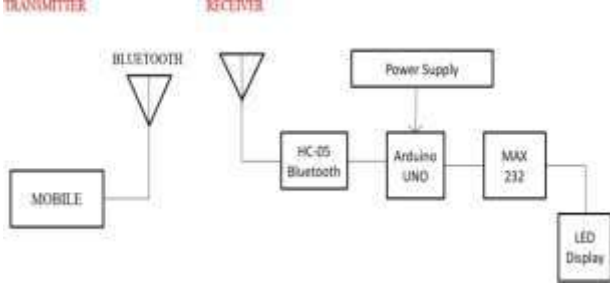 TRANSMITTER
RECEIVER
BLUETOOTH
Power Supply
HC-05
Bluetooth
Arduino
UNO
MAX
232
MOBILE
LED
Display